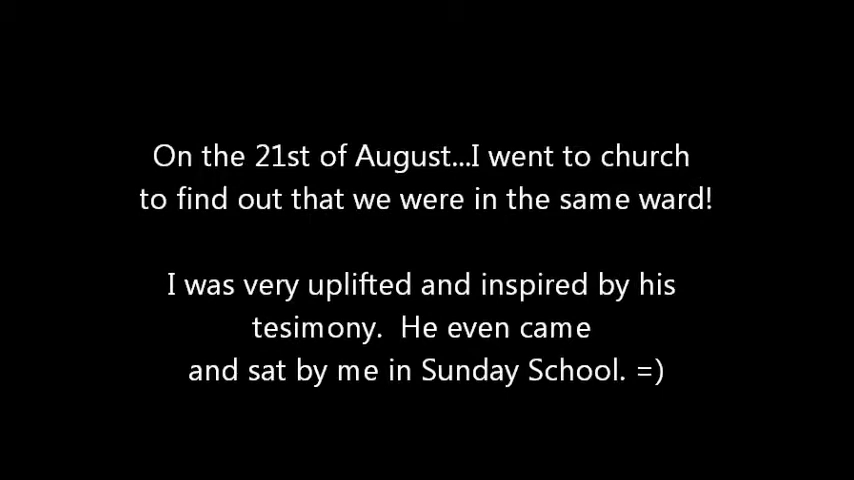 On the 21st of August...I went to church
to find out that we were in the same ward!
I was very uplifted and inspired by his
tesimony.  He even came
and sat by me in Sunday School. =)